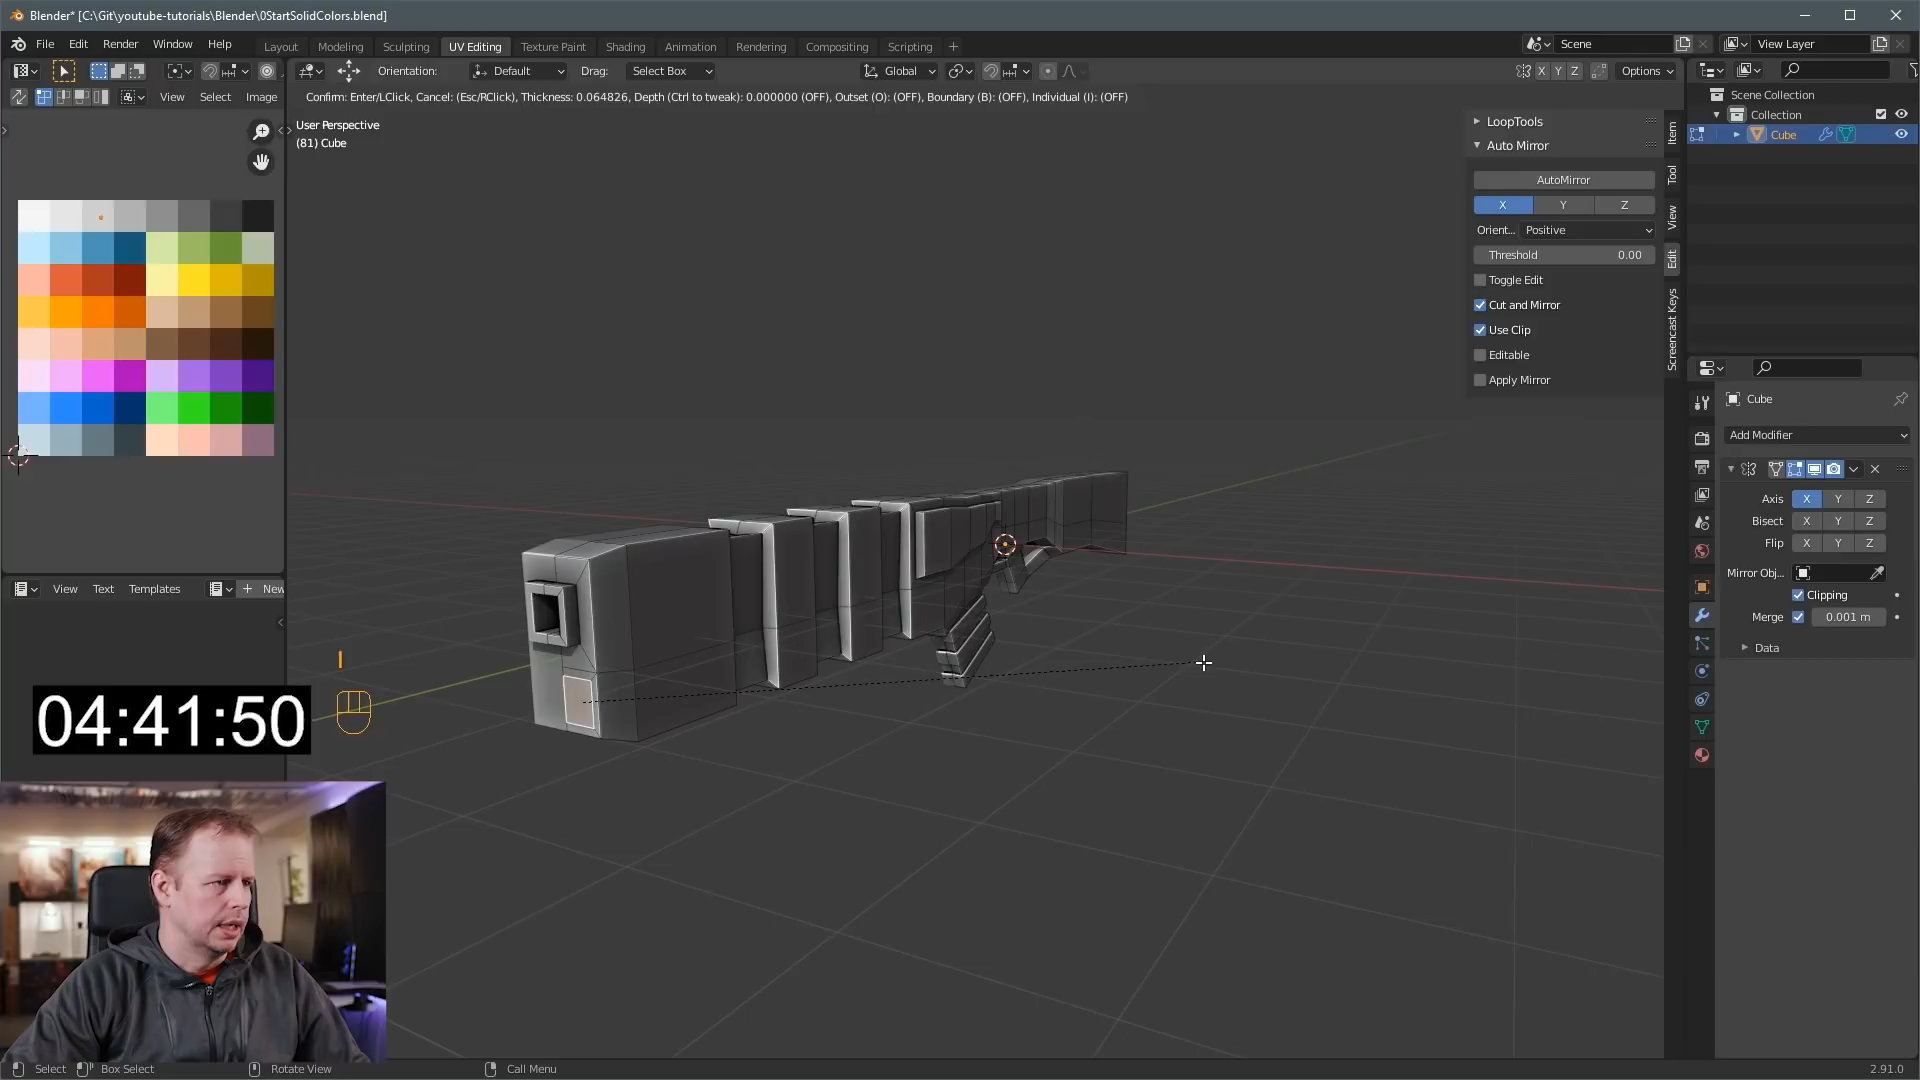 Blender* [C:\Git\youtube-tutorials\Blender\0StartSolidColors.blend]
File Edit Render Window Help
Layout Modeling Sculpting UV Editing Texture Paint Shading Animation Rendering Compositing Scripting +
Scene
View Layer
Orientation: Default Drag: Select Box
Global
X Y Z Options
View Select Image
Confirm: Enter/LClick, Cancel: (Esc/RClick), Thickness: 0.064826, Depth (Ctrl to tweak): 0.000000 (OFF), Outset (O): (OFF), Boundary (B): (OFF), Individual (I): (OFF)
User Perspective
(81) Cube
LoopTools
Auto Mirror
AutoMirror
X Y Z
Orient... Positive
Threshold 0.00
Toggle Edit
Cut and Mirror
Use Clip
Editable
Apply Mirror
Item
Tool
View
Edit
Screencast Keys
Scene Collection
Collection
Cube
Cube
Add Modifier
Axis X Y Z
Bisect X Y Z
Flip X Y Z
Mirror Obj...
Clipping
Merge 0.001 m
Data
View Text Templates
+ New
I
04:41:50
Select Box Select Rotate View Call Menu
2.91.0